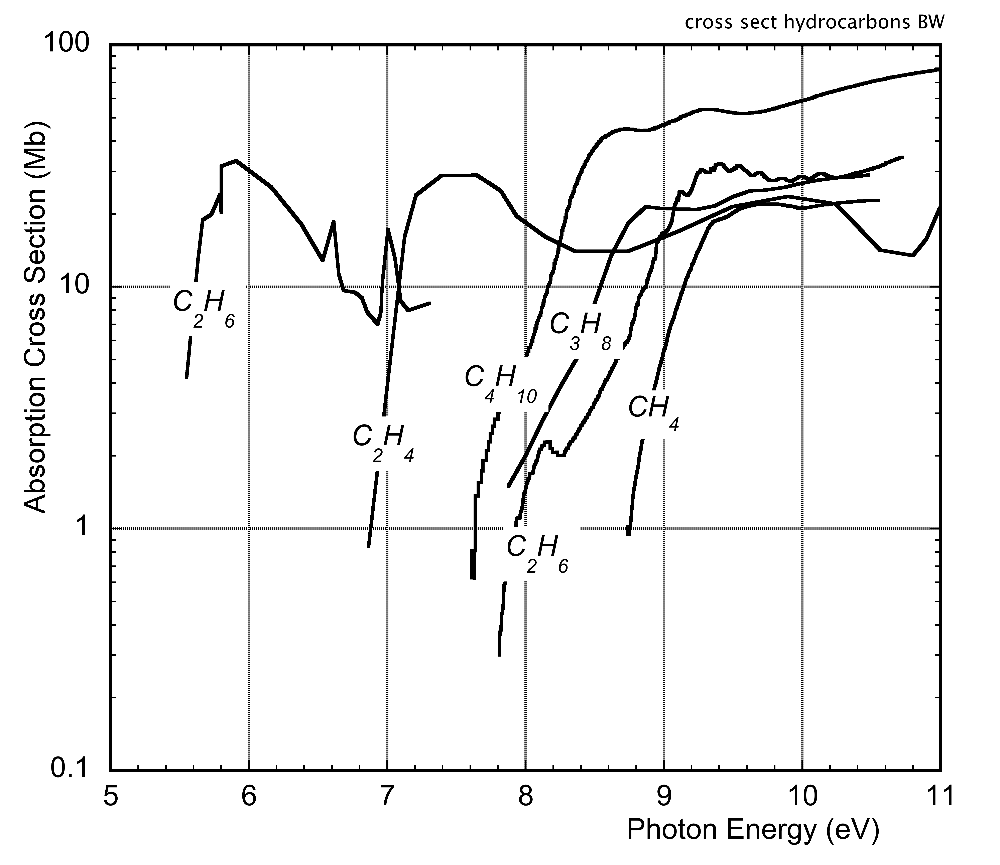 cross sect hydrocarbons BW
100
10
1
0.1
Absorption Cross Section (Mb)
C2H6
C3H8
C4H10
CH4
C2H4
C2H6
5 6 7 8 9 10 11
Photon Energy (eV)